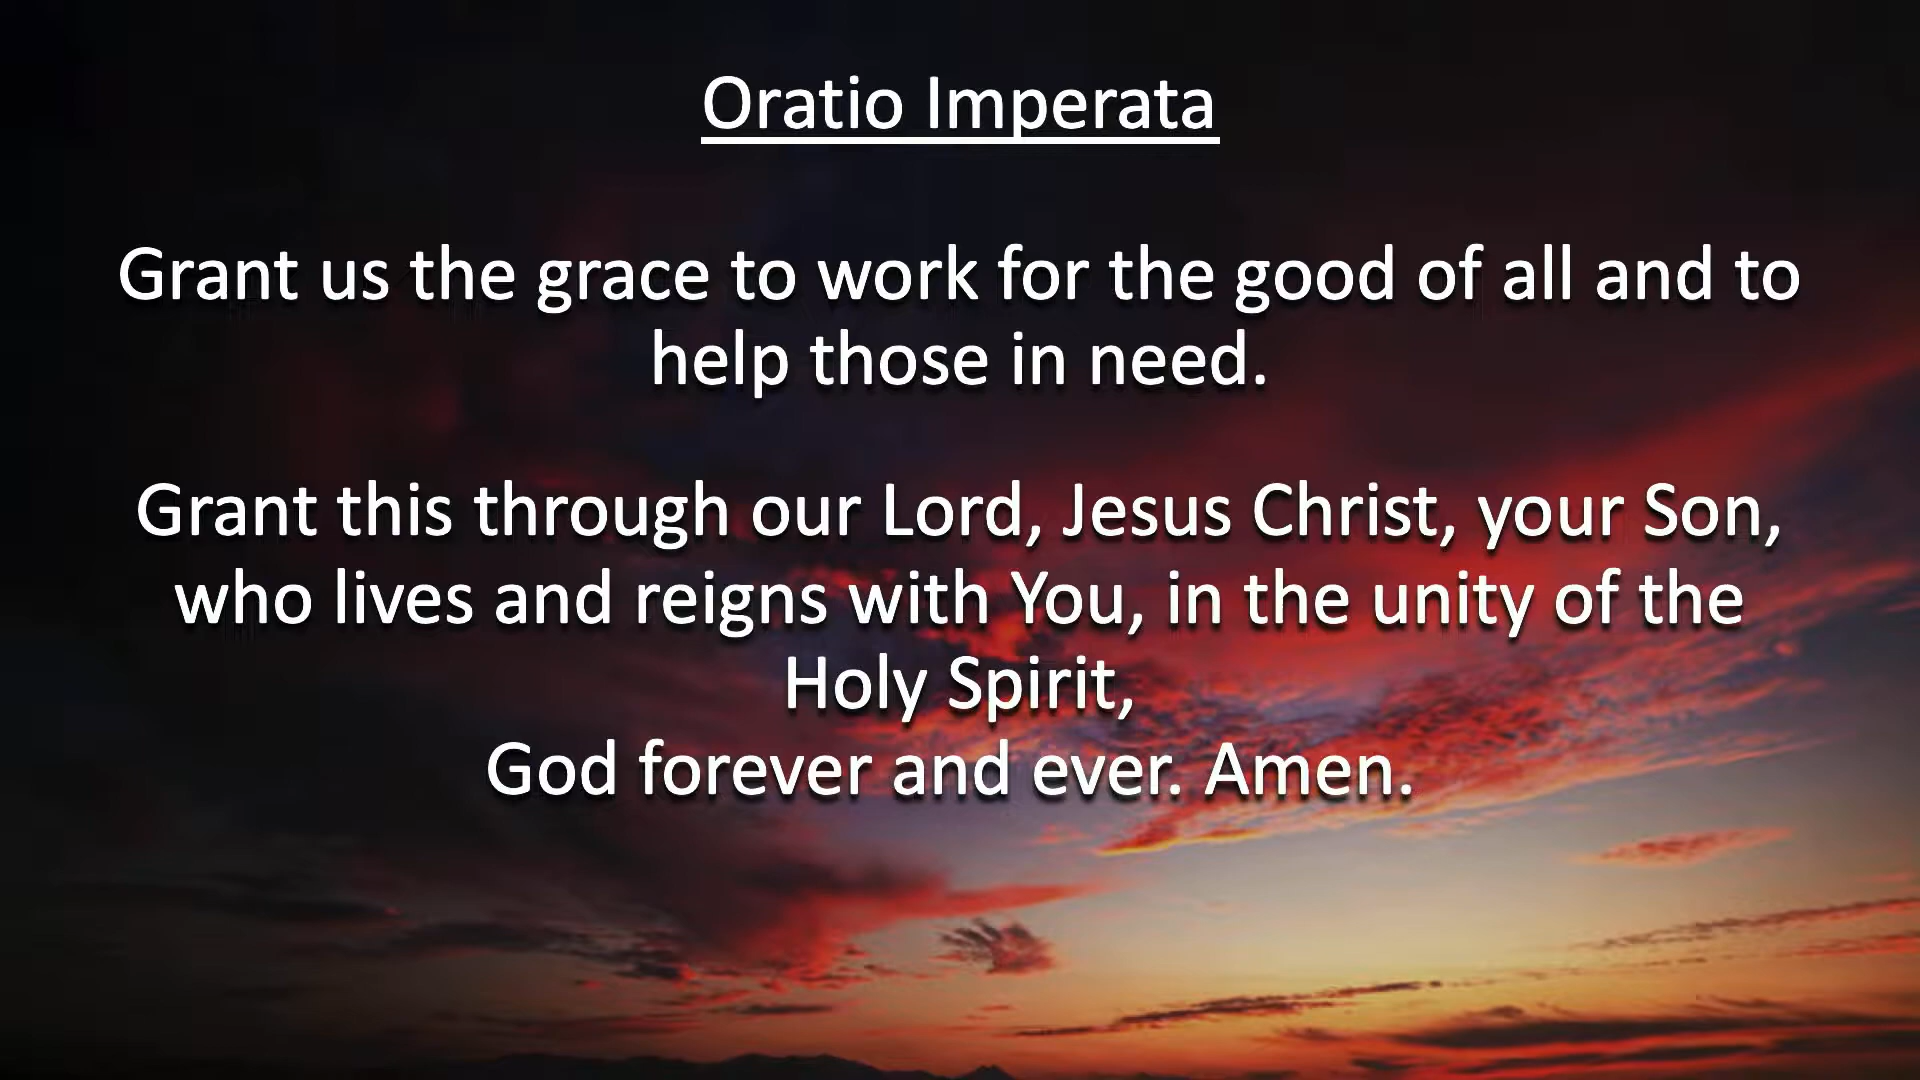 Oratio Imperata
Grant us the grace to work for the good of all and to
help those in need.
Grant this through our Lord, Jesus Christ, your Son,
who lives and reigns with You, in the unity of the
Holy Spirit,
God forever and ever. Amen.